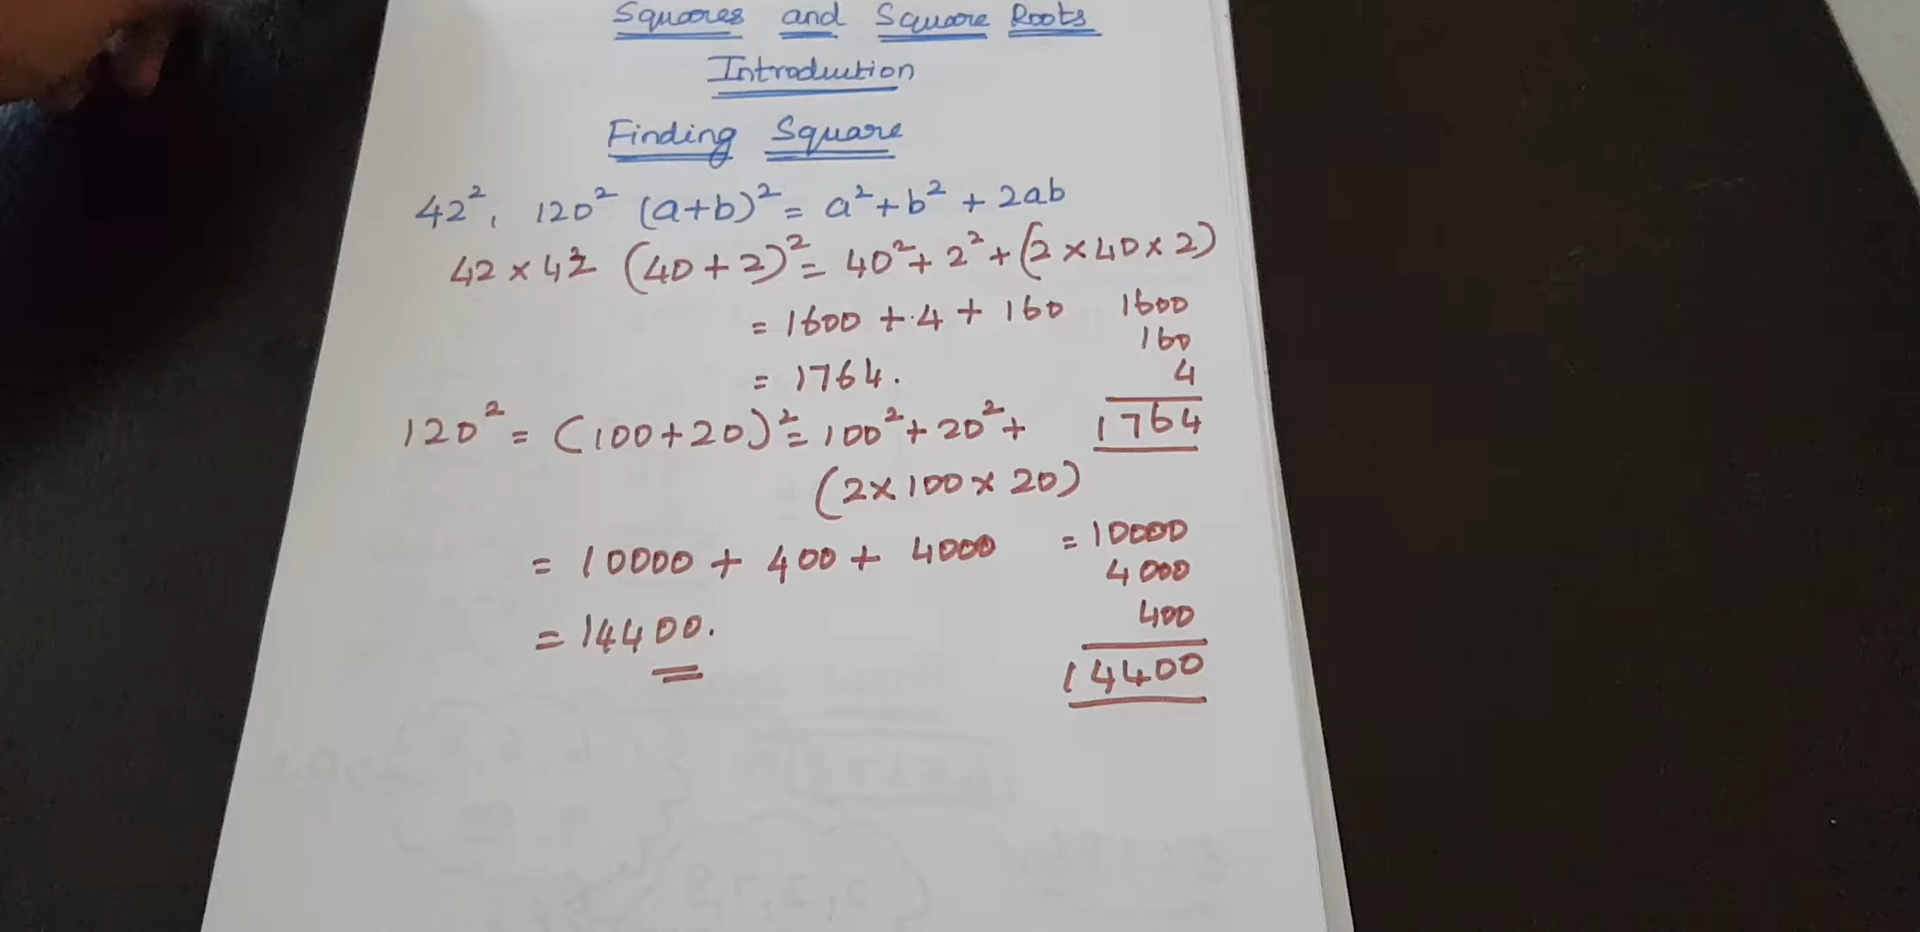 Squares and Square Roots
Introduction
Finding Square
42², 120² (a+b)² = a² + b² + 2ab
42 × 42 (40 + 2)² = 40² + 2² + (2 × 40 × 2)
= 1600 + 4 + 160
= 1764.
1600
160
4
1764
120² = (100+20)² = 100² + 20² +
(2 × 100 × 20)
= 10000 + 400 + 4000
= 14400.
= 10000
4000
400
14400